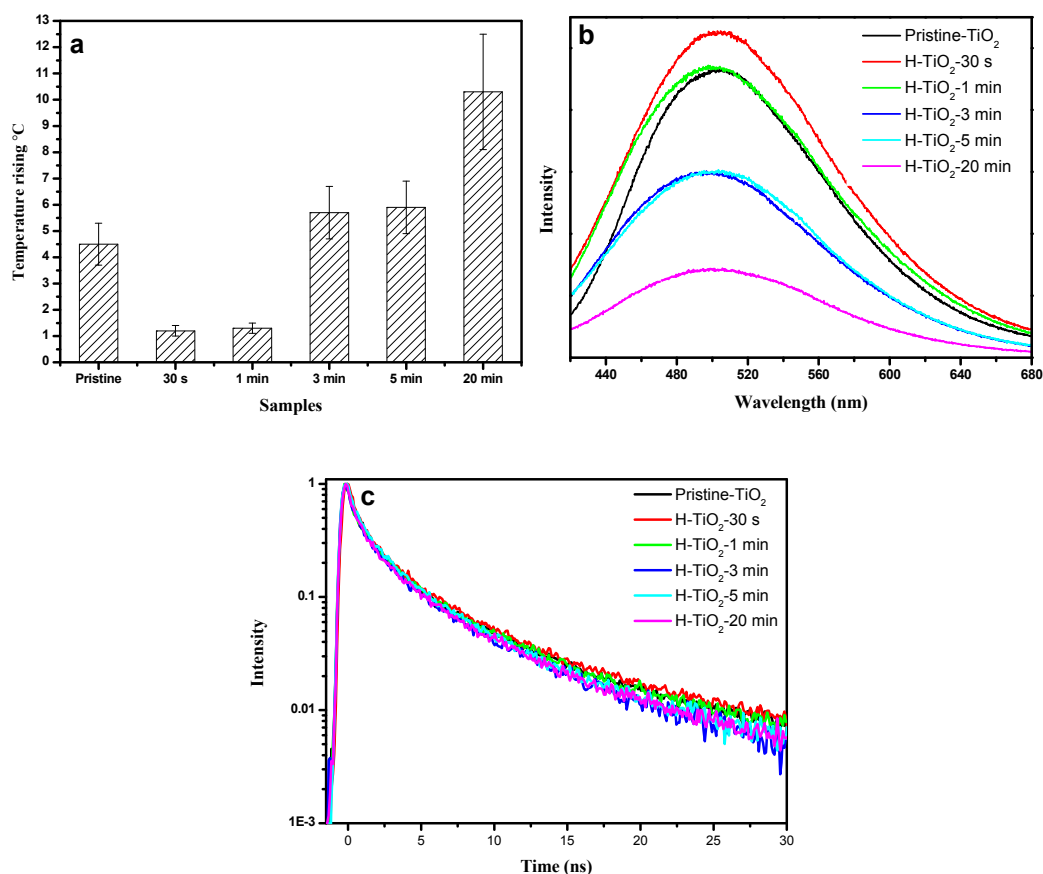 a
Temperature rising °C
13
12
11
10
9
8
7
6
5
4
3
2
1
0
Pristine 30 s 1 min 3 min 5 min 20 min
Samples
b
Intensity
Pristine-TiO₂
H-TiO₂-30 s
H-TiO₂-1 min
H-TiO₂-3 min
H-TiO₂-5 min
H-TiO₂-20 min
440 480 520 560 600 640 680
Wavelength (nm)
c
Intensity
1
0.1
0.01
1E-3
Pristine-TiO₂
H-TiO₂-30 s
H-TiO₂-1 min
H-TiO₂-3 min
H-TiO₂-5 min
H-TiO₂-20 min
0 5 10 15 20 25 30
Time (ns)